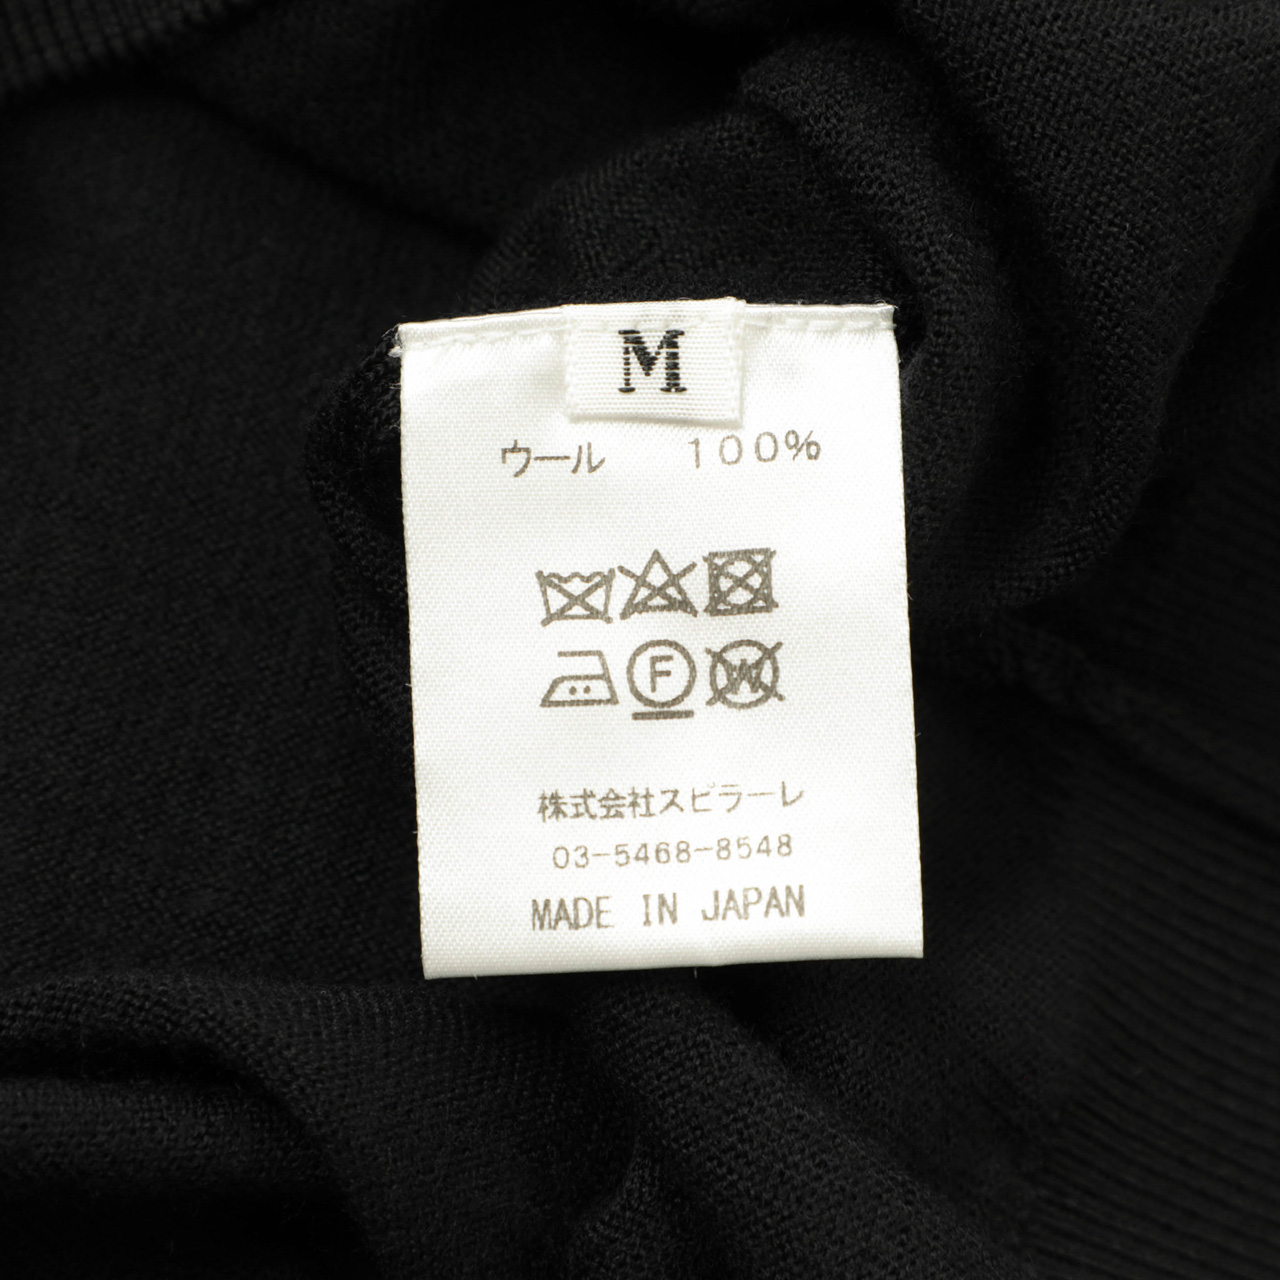 M
ウール 100%
F W
株式会社スピラーレ
03-5468-8548
MADE IN JAPAN